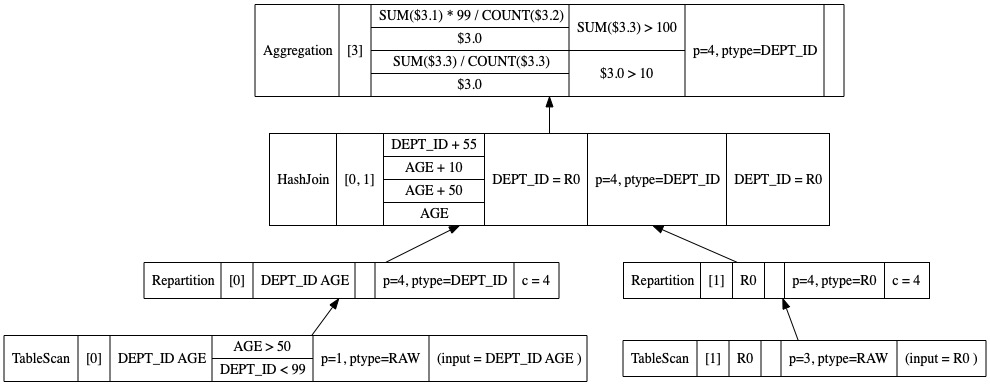 Aggregation [3] SUM($3.1) * 99 / COUNT($3.2) $3.0 SUM($3.3) / COUNT($3.3) $3.0 SUM($3.3) > 100 $3.0 > 10 p=4, ptype=DEPT_ID
HashJoin [0, 1] DEPT_ID + 55 AGE + 10 AGE + 50 AGE DEPT_ID = R0 p=4, ptype=DEPT_ID DEPT_ID = R0
Repartition [0] DEPT_ID AGE p=4, ptype=DEPT_ID c = 4
Repartition [1] R0 p=4, ptype=R0 c = 4
TableScan [0] DEPT_ID AGE AGE > 50 DEPT_ID < 99 p=1, ptype=RAW (input = DEPT_ID AGE )
TableScan [1] R0 p=3, ptype=RAW (input = R0 )